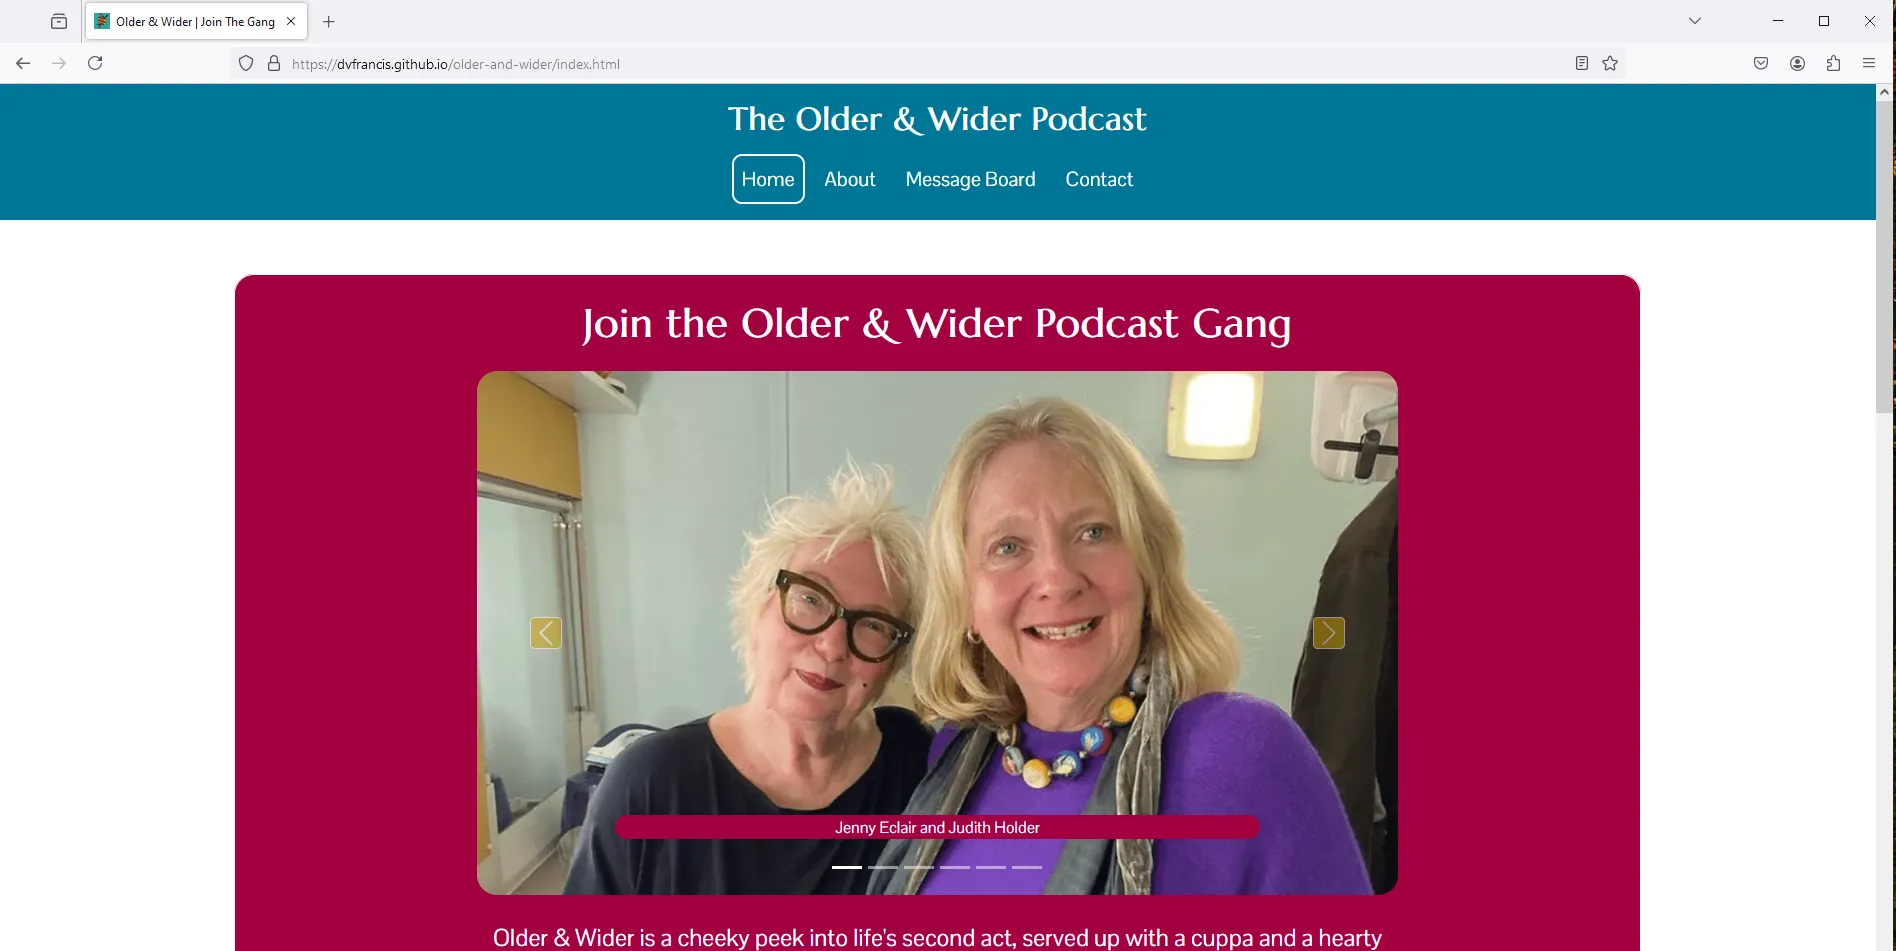 Older & Wider | Join The Gang
https://dvfrancis.github.io/older-and-wider/index.html
The Older & Wider Podcast
Home About Message Board Contact
Join the Older & Wider Podcast Gang
Jenny Eclair and Judith Holder
Older & Wider is a cheeky peek into life's second act, served up with a cuppa and a hearty